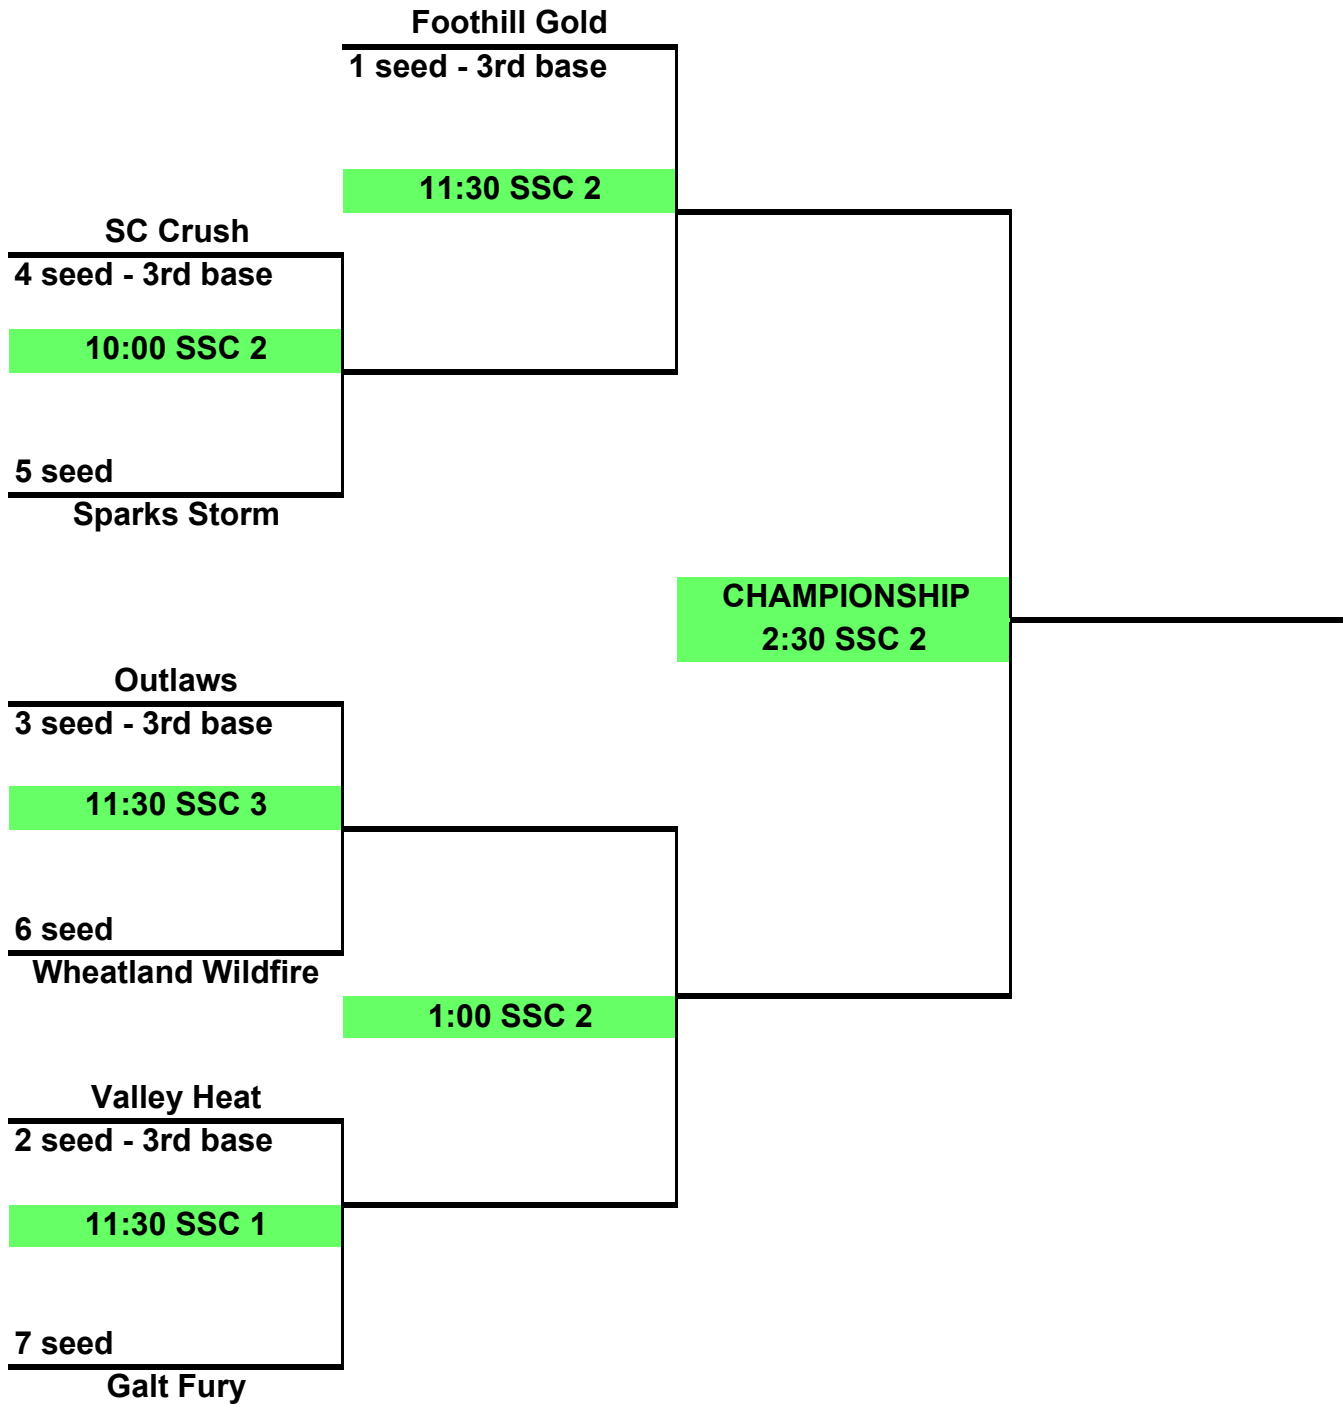 Foothill Gold
1 seed - 3rd base
11:30 SSC 2
SC Crush
4 seed - 3rd base
10:00 SSC 2
5 seed
Sparks Storm
CHAMPIONSHIP
2:30 SSC 2
Outlaws
3 seed - 3rd base
11:30 SSC 3
6 seed
Wheatland Wildfire
1:00 SSC 2
Valley Heat
2 seed - 3rd base
11:30 SSC 1
7 seed
Galt Fury